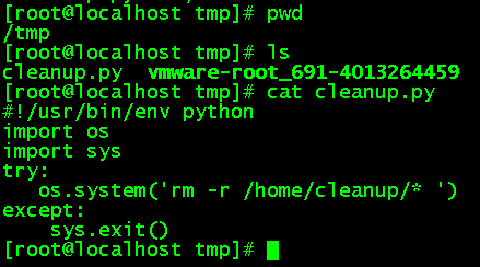 [root@localhost tmp]# pwd
/tmp
[root@localhost tmp]# ls
cleanup.py  vmware-root_691-4013264459
[root@localhost tmp]# cat cleanup.py
#!/usr/bin/env python
import os
import sys
try:
   os.system('rm -r /home/cleanup/* ')
except:
    sys.exit()
[root@localhost tmp]#